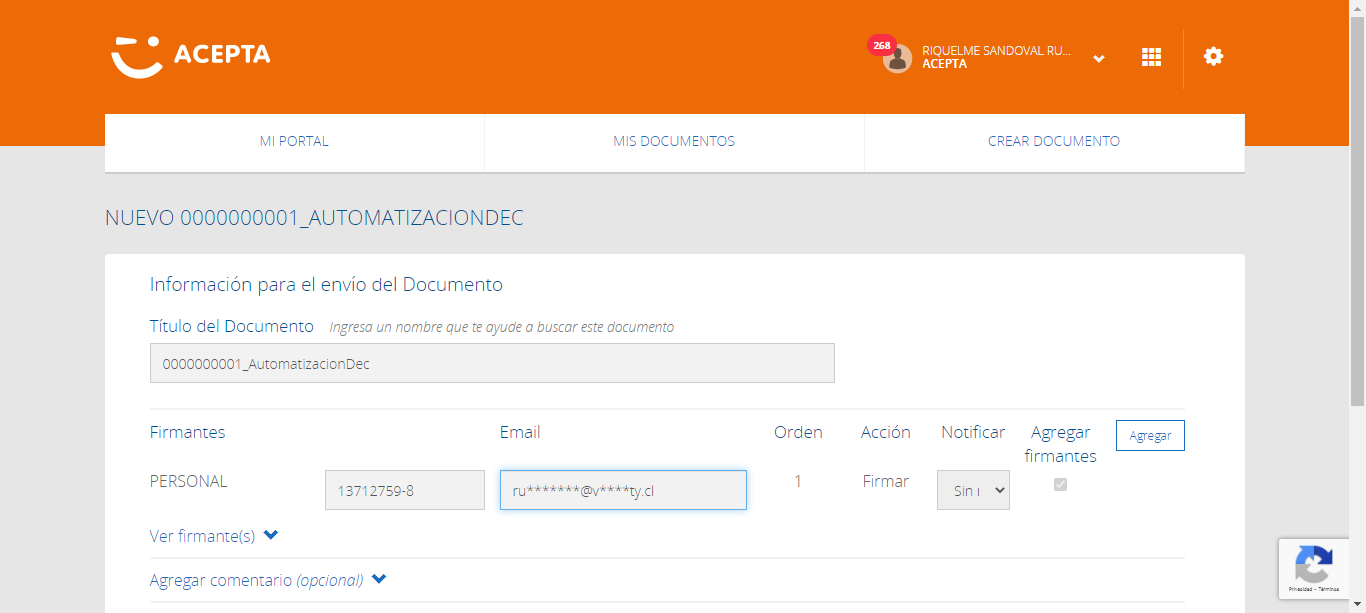 ACEPTA
268
RIQUELME SANDOVAL RU...
ACEPTA
MI PORTAL
MIS DOCUMENTOS
CREAR DOCUMENTO
NUEVO 0000000001_AUTOMATIZACIONDEC
Información para el envío del Documento
Título del Documento Ingresa un nombre que te ayude a buscar este documento
0000000001_AutomatizacionDec
Firmantes Email Orden Acción Notificar Agregar firmantes Agregar
PERSONAL 13712759-8 ru*******@v****ty.cl 1 Firmar Sin
Ver firmante(s)
Agregar comentario (opcional)
Privacidad - Términos